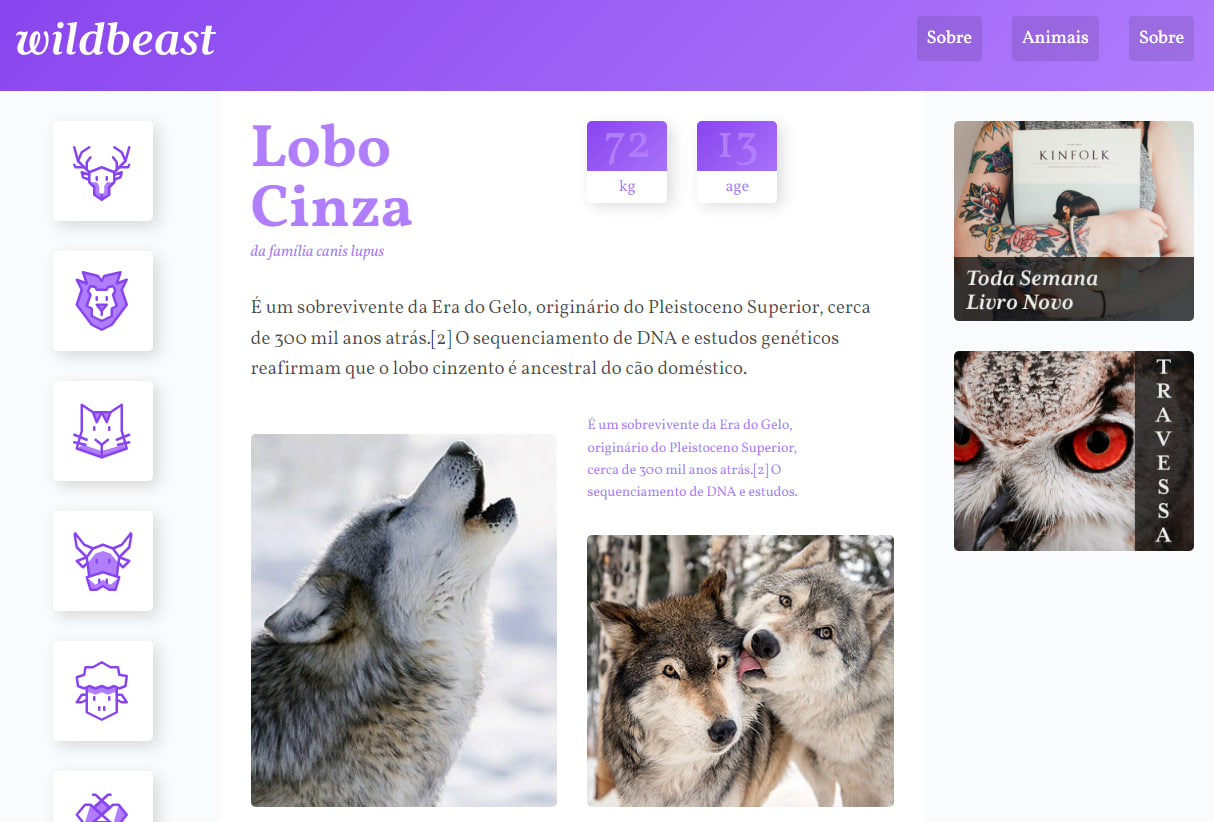 wildbeast
Sobre
Animais
Sobre
Lobo
Cinza
da família canis lupus
72
kg
13
age
É um sobrevivente da Era do Gelo, originário do Pleistoceno Superior, cerca
de 300 mil anos atrás.[2] O sequenciamento de DNA e estudos genéticos
reafirmam que o lobo cinzento é ancestral do cão doméstico.
É um sobrevivente da Era do Gelo,
originário do Pleistoceno Superior,
cerca de 300 mil anos atrás.[2] O
sequenciamento de DNA e estudos.
KINFOLK
Toda Semana
Livro Novo
TRAVESSA